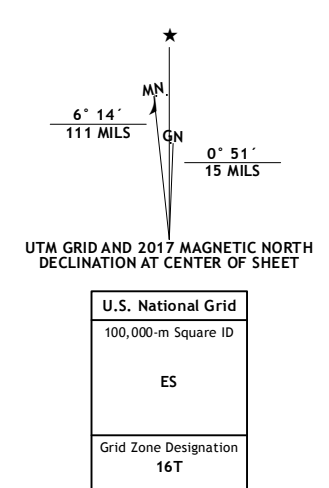 ★
MN
6° 14´
111 MILS
GN
0° 51´
15 MILS
UTM GRID AND 2017 MAGNETIC NORTH
DECLINATION AT CENTER OF SHEET
U.S. National Grid
100,000-m Square ID
ES
Grid Zone Designation
16T